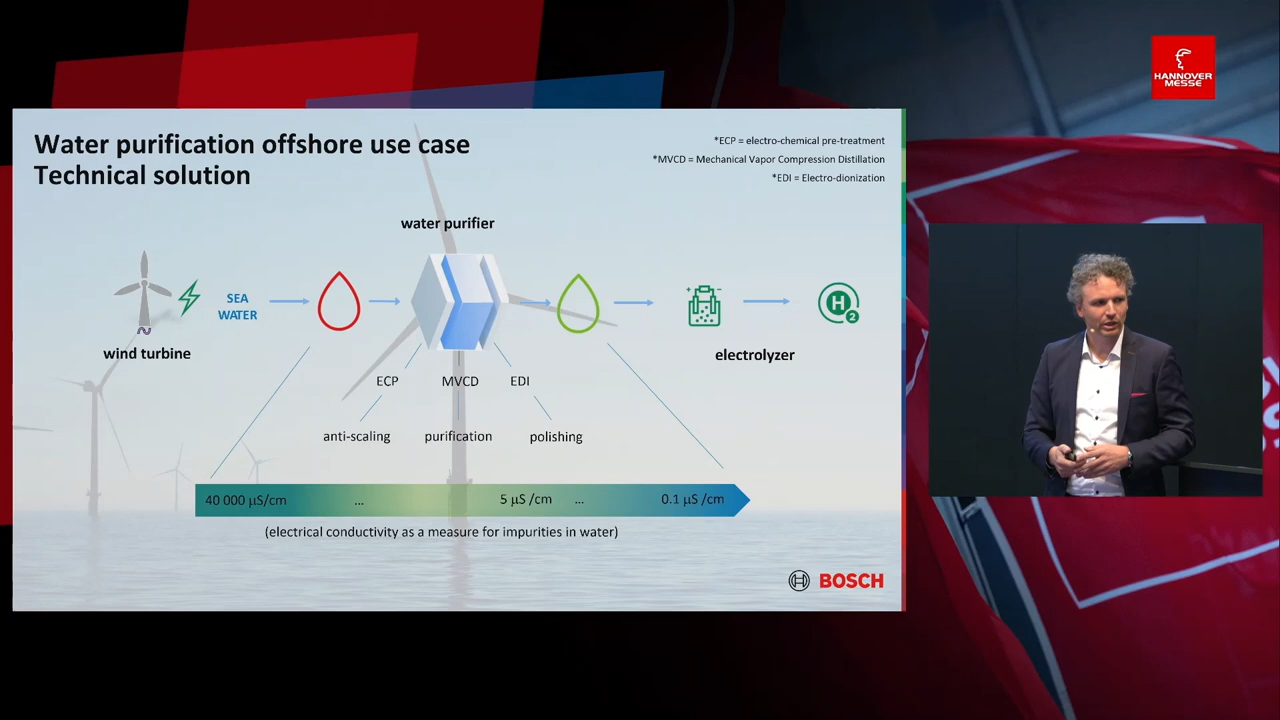 HANNOVER
MESSE
Water purification offshore use case
Technical solution
*ECP = electro-chemical pre-treatment
*MVCD = Mechanical Vapor Compression Distillation
*EDI = Electro-dionization
water purifier
SEA
WATER
wind turbine
H
2
electrolyzer
ECP
MVCD
EDI
anti-scaling
purification
polishing
40 000 µS/cm
...
5 µS /cm
...
0.1 µS /cm
(electrical conductivity as a measure for impurities in water)
BOSCH